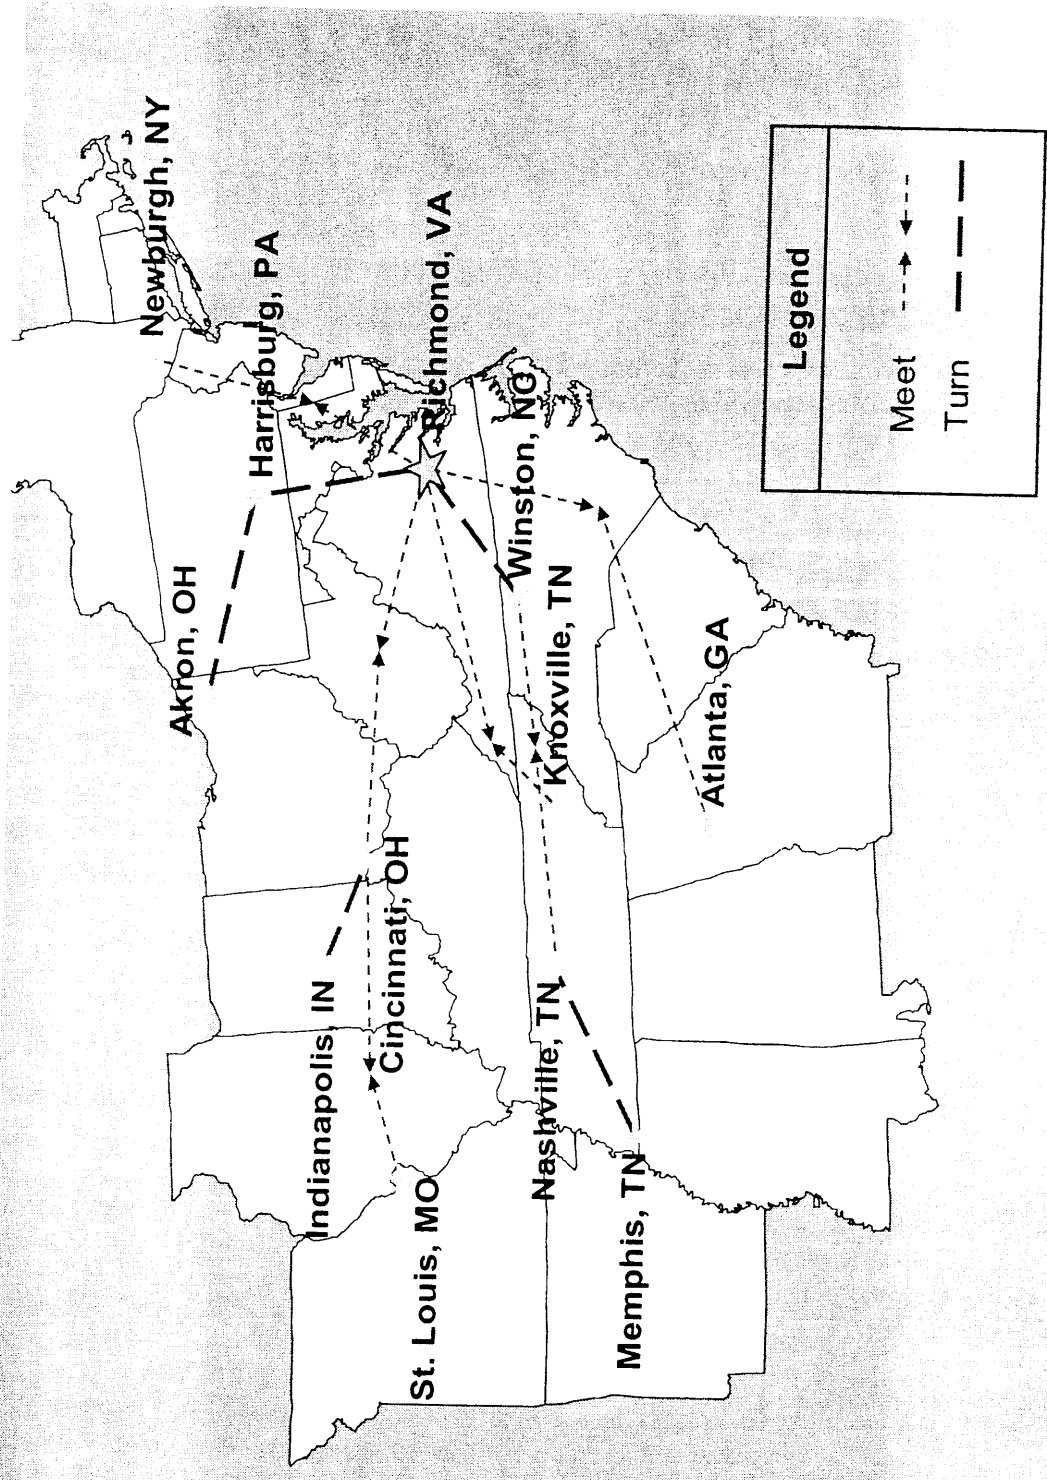 Newburgh, NY
Harrisburg, PA
Akron, OH
Richmond, VA
Winston, NC
Knoxville, TN
Atlanta, GA
Cincinnati, OH
Indianapolis, IN
Nashville, TN
St. Louis, MO
Memphis, TN
Legend
Meet
Turn